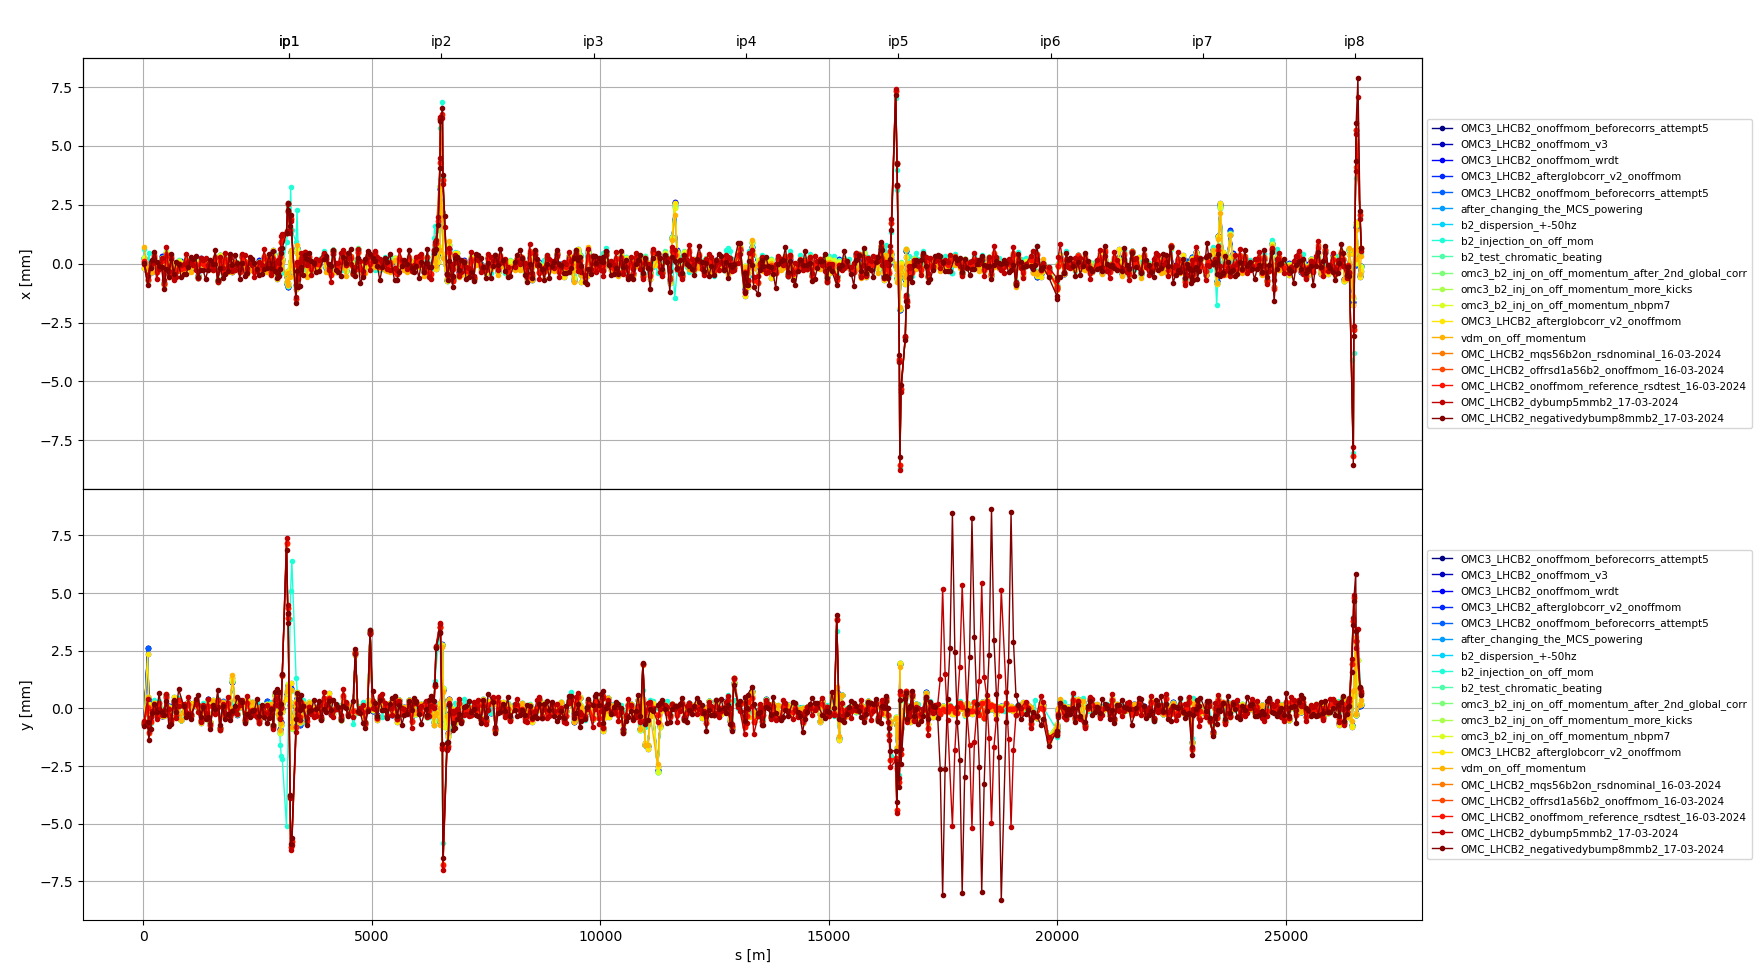 ip1 ip2 ip3 ip4 ip5 ip6 ip7 ip8
7.5
5.0
2.5
0.0
−2.5
−5.0
−7.5
x [mm]
OMC3_LHCB2_onoffmom_beforecorrs_attempt5
OMC3_LHCB2_onoffmom_v3
OMC3_LHCB2_onoffmom_wrdt
OMC3_LHCB2_afterglobcorr_v2_onoffmom
OMC3_LHCB2_onoffmom_beforecorrs_attempt5
after_changing_the_MCS_powering
b2_dispersion_+-50hz
b2_injection_on_off_mom
b2_test_chromatic_beating
omc3_b2_inj_on_off_momentum_after_2nd_global_corr
omc3_b2_inj_on_off_momentum_more_kicks
omc3_b2_inj_on_off_momentum_nbpm7
OMC3_LHCB2_afterglobcorr_v2_onoffmom
vdm_on_off_momentum
OMC_LHCB2_mqs56b2on_rsdnominal_16-03-2024
OMC_LHCB2_offrsd1a56b2_onoffmom_16-03-2024
OMC_LHCB2_onoffmom_reference_rsdtest_16-03-2024
OMC_LHCB2_dybump5mmb2_17-03-2024
OMC_LHCB2_negativedybump8mmb2_17-03-2024
7.5
5.0
2.5
0.0
−2.5
−5.0
−7.5
y [mm]
OMC3_LHCB2_onoffmom_beforecorrs_attempt5
OMC3_LHCB2_onoffmom_v3
OMC3_LHCB2_onoffmom_wrdt
OMC3_LHCB2_afterglobcorr_v2_onoffmom
OMC3_LHCB2_onoffmom_beforecorrs_attempt5
after_changing_the_MCS_powering
b2_dispersion_+-50hz
b2_injection_on_off_mom
b2_test_chromatic_beating
omc3_b2_inj_on_off_momentum_after_2nd_global_corr
omc3_b2_inj_on_off_momentum_more_kicks
omc3_b2_inj_on_off_momentum_nbpm7
OMC3_LHCB2_afterglobcorr_v2_onoffmom
vdm_on_off_momentum
OMC_LHCB2_mqs56b2on_rsdnominal_16-03-2024
OMC_LHCB2_offrsd1a56b2_onoffmom_16-03-2024
OMC_LHCB2_onoffmom_reference_rsdtest_16-03-2024
OMC_LHCB2_dybump5mmb2_17-03-2024
OMC_LHCB2_negativedybump8mmb2_17-03-2024
0 5000 10000 15000 20000 25000
s [m]